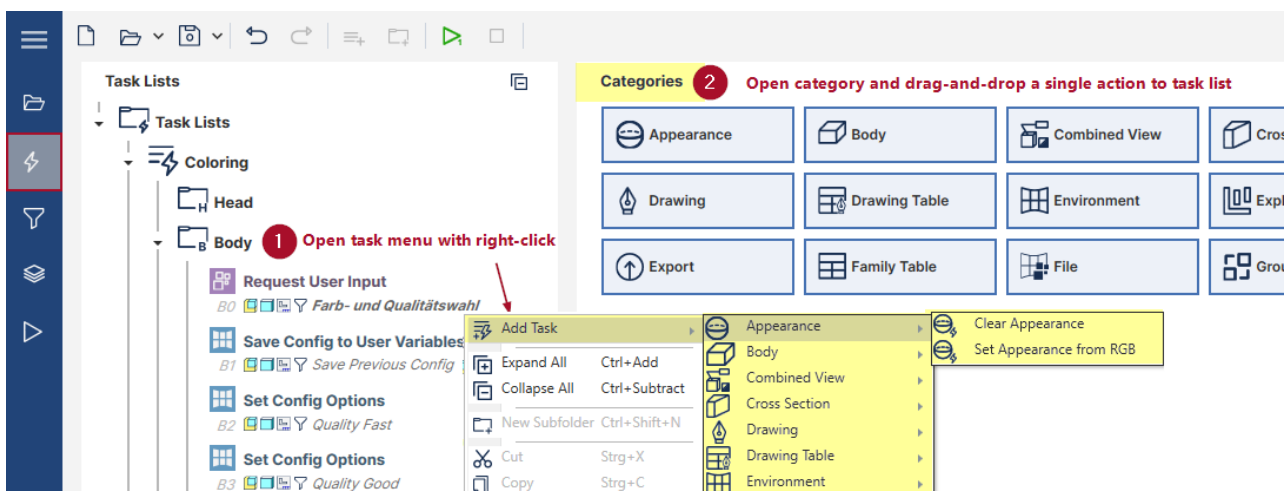 Task Lists
Categories
2
Open category and drag-and-drop a single action to task list
Task Lists
Appearance
Body
Combined View
Coloring
Head
Drawing
Drawing Table
Environment
Body
1
Open task menu with right-click
Export
Family Table
File
Request User Input
B0 Farb- und Qualitätswahl
Save Config to User Variables
B1 Save Previous Config
Set Config Options
B2 Quality Fast
Set Config Options
B3 Quality Good
Add Task
Expand All Ctrl+Add
Collapse All Ctrl+Subtract
New Subfolder Ctrl+Shift+N
Cut Strg+X
Copy Strg+C
Appearance
Body
Combined View
Cross Section
Drawing
Drawing Table
Environment
Clear Appearance
Set Appearance from RGB